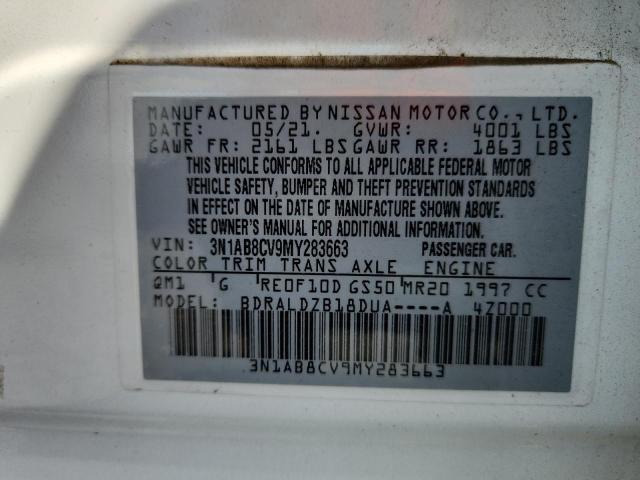 MANUFACTURED BY NISSAN MOTOR CO., LTD.
DATE: 05/21. GVWR: 4001 LBS
GAWR FR: 2161 LBS GAWR RR: 1863 LBS
THIS VEHICLE CONFORMS TO ALL APPLICABLE FEDERAL MOTOR
VEHICLE SAFETY, BUMPER AND THEFT PREVENTION STANDARDS
IN EFFECT ON THE DATE OF MANUFACTURE SHOWN ABOVE.
SEE OWNER'S MANUAL FOR ADDITIONAL INFORMATION.
VIN: 3N1AB8CV9MY283663 PASSENGER CAR.
COLOR TRIM TRANS AXLE ENGINE
QM1 'G 'RE0F10D GS50'MR20 1997 CC
MODEL: BDRALDZB18DUA----A 4Z000
3N1AB8CV9MY283663